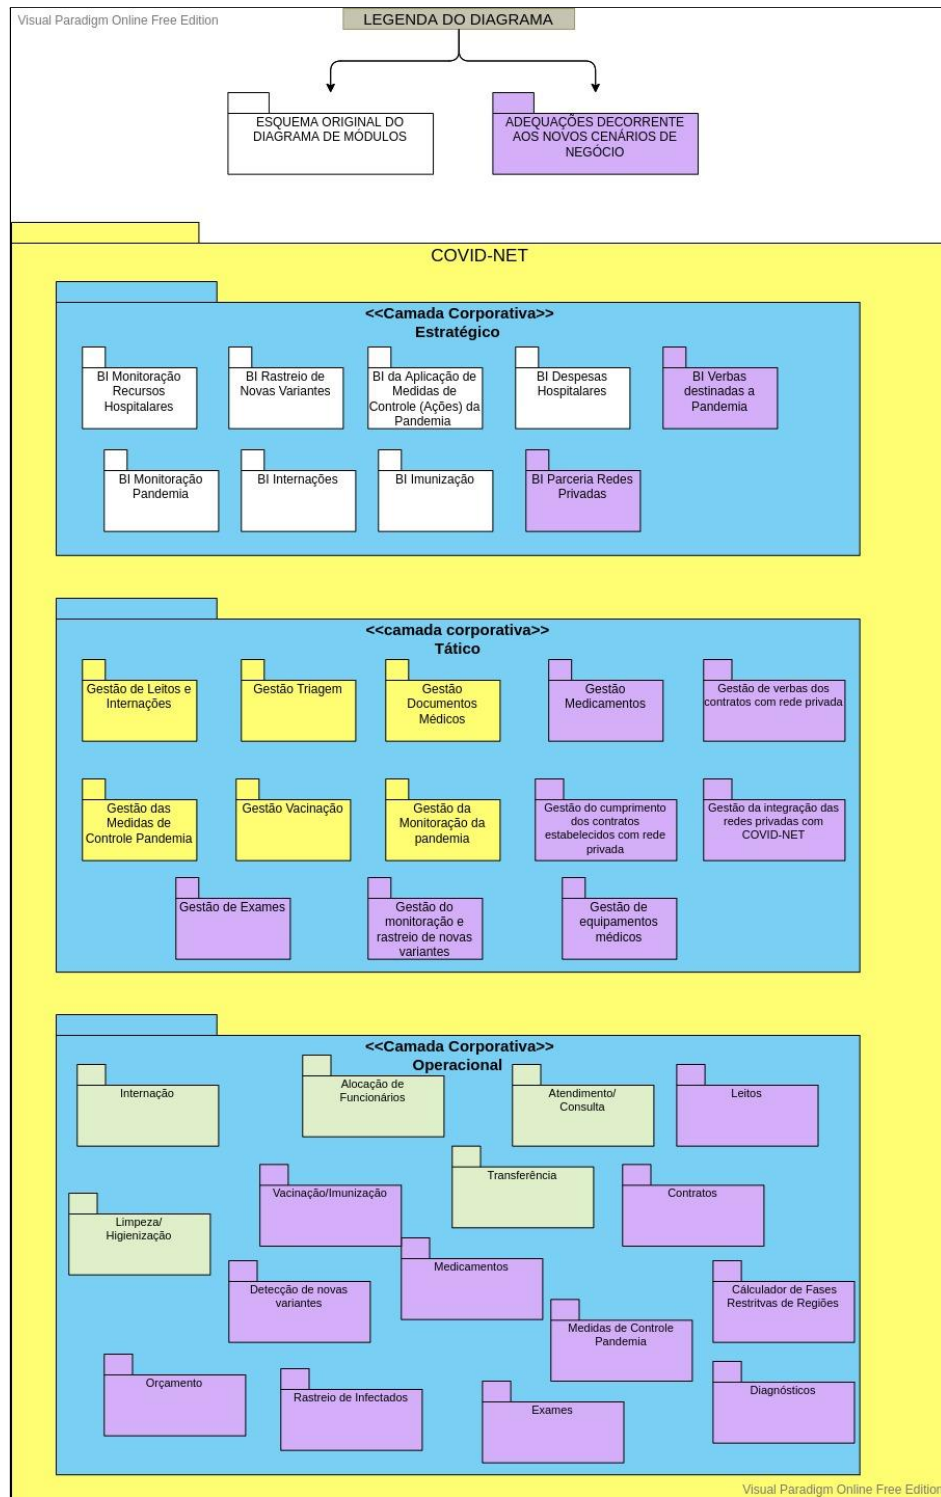 Visual Paradigm Online Free Edition
LEGENDA DO DIAGRAMA
ESQUEMA ORIGINAL DO
DIAGRAMA DE MÓDULOS
ADEQUAÇÕES DECORRENTE
AOS NOVOS CENÁRIOS DE
NEGÓCIO
COVID-NET
<<Camada Corporativa>>
Estratégico
BI Monitoração
Recursos
Hospitalares
BI Rastreio de
Novas Variantes
BI da Aplicação de
Medidas de
Controle (Ações) da
Pandemia
BI Despesas
Hospitalares
BI Verbas
destinadas a
Pandemia
BI Monitoração
Pandemia
BI Internações
BI Imunização
BI Parceria Redes
Privadas
<<camada corporativa>>
Tático
Gestão de Leitos e
Internações
Gestão Triagem
Gestão
Documentos
Médicos
Gestão
Medicamentos
Gestão de verbas dos
contratos com rede privada
Gestão das
Medidas de
Controle Pandemia
Gestão Vacinação
Gestão da
Monitoração da
pandemia
Gestão do cumprimento
dos contratos
estabelecidos com rede
privada
Gestão da integração das
redes privadas com
COVID-NET
Gestão de Exames
Gestão do
monitoração e
rastreio de novas
variantes
Gestão de
equipamentos
médicos
<<Camada Corporativa>>
Operacional
Internação
Alocação de
Funcionários
Atendimento/
Consulta
Leitos
Limpeza/
Higienização
Vacinação/Imunização
Transferência
Contratos
Detecção de novas
variantes
Medicamentos
Medidas de Controle
Pandemia
Cálculador de Fases
Restritvas de Regiões
Orçamento
Rastreio de Infectados
Exames
Diagnósticos
Visual Paradigm Online Free Edition